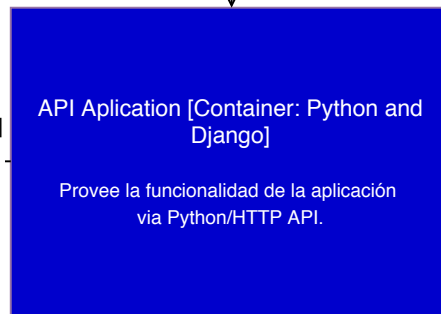 API Aplication [Container: Python and
Django]
Provee la funcionalidad de la aplicación
via Python/HTTP API.